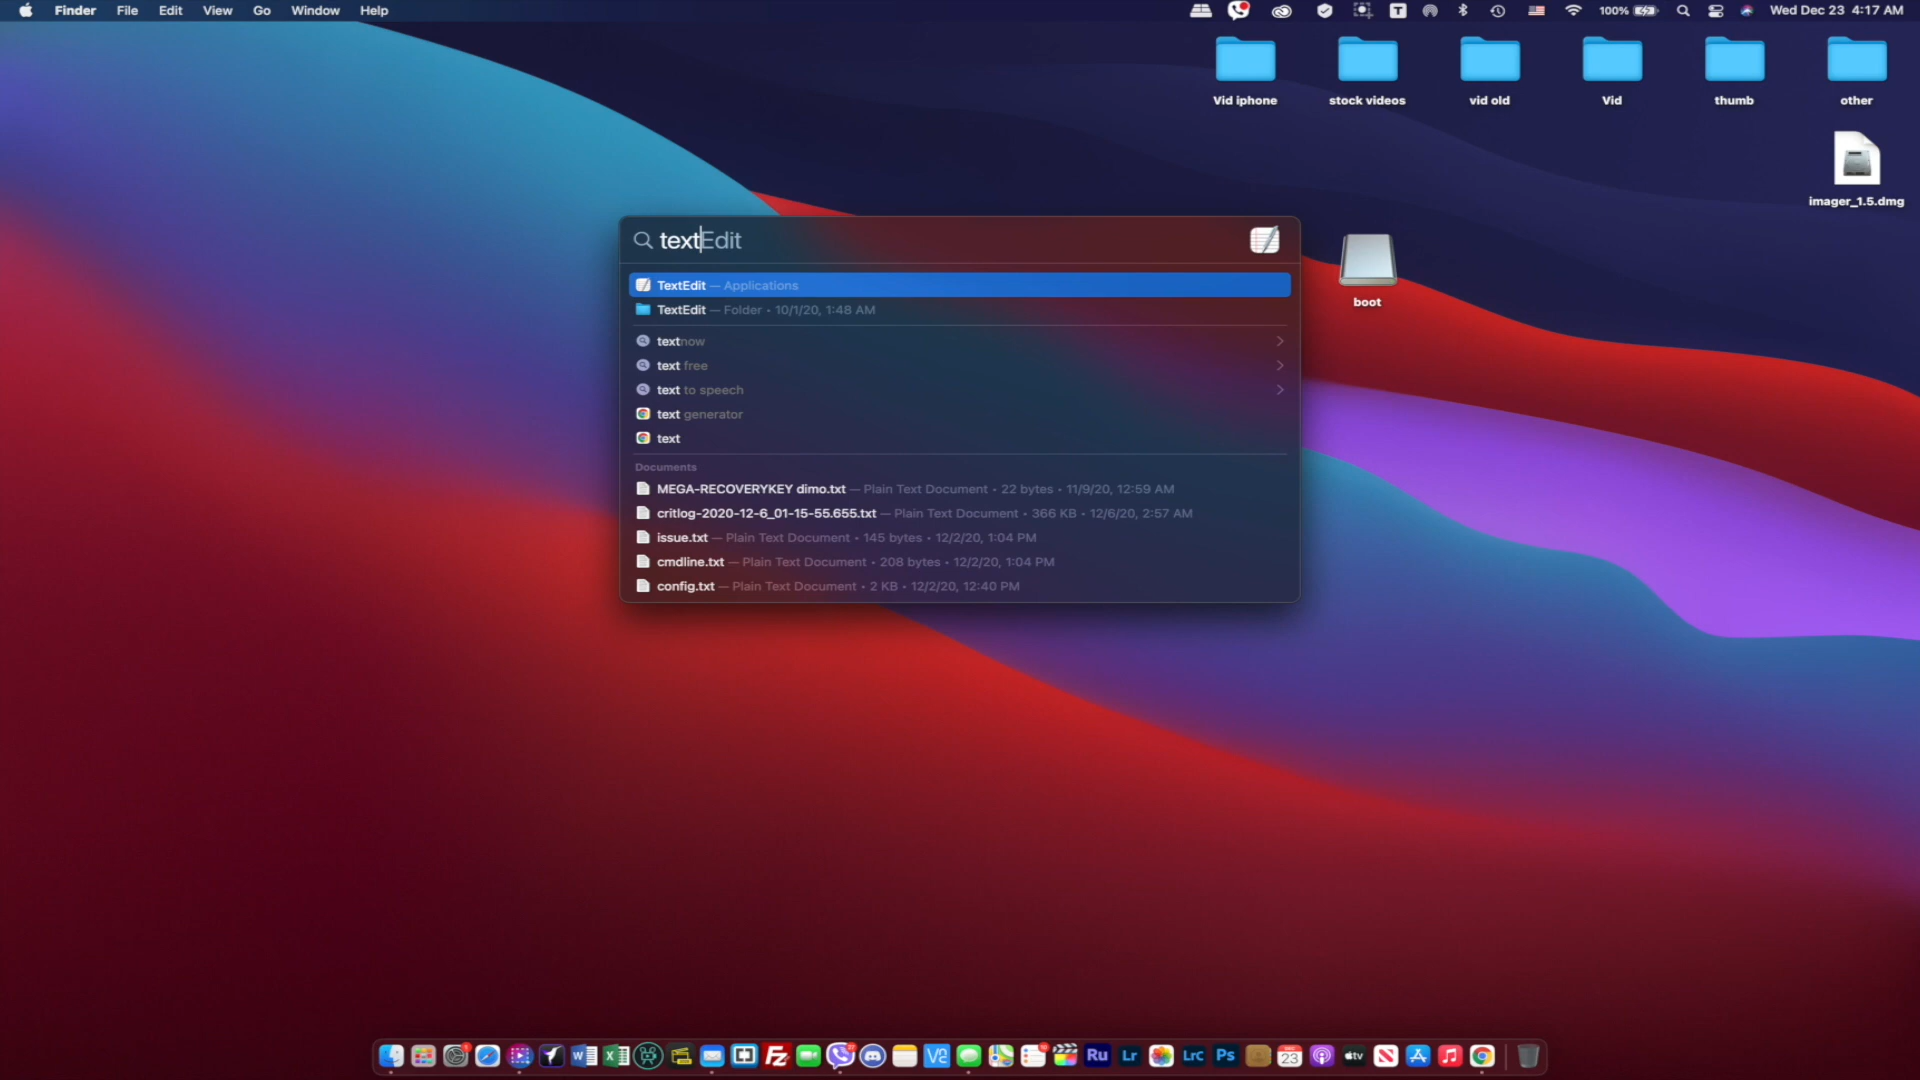 Finder File Edit View Go Window Help
T 100% Wed Dec 23 4:17 AM
Vid iphone stock videos vid old Vid thumb other
imager_1.5.dmg
boot
textEdit
TextEdit — Applications
TextEdit — Folder • 10/1/20, 1:48 AM
textnow
text free
text to speech
text generator
text
Documents
MEGA-RECOVERYKEY dimo.txt — Plain Text Document • 22 bytes • 11/9/20, 12:59 AM
critlog-2020-12-6_01-15-55.655.txt — Plain Text Document • 366 KB • 12/6/20, 2:57 AM
issue.txt — Plain Text Document • 145 bytes • 12/2/20, 1:04 PM
cmdline.txt — Plain Text Document • 208 bytes • 12/2/20, 1:04 PM
config.txt — Plain Text Document • 2 KB • 12/2/20, 12:40 PM
W X Fz Ru Lr LrC Ps 23 tv